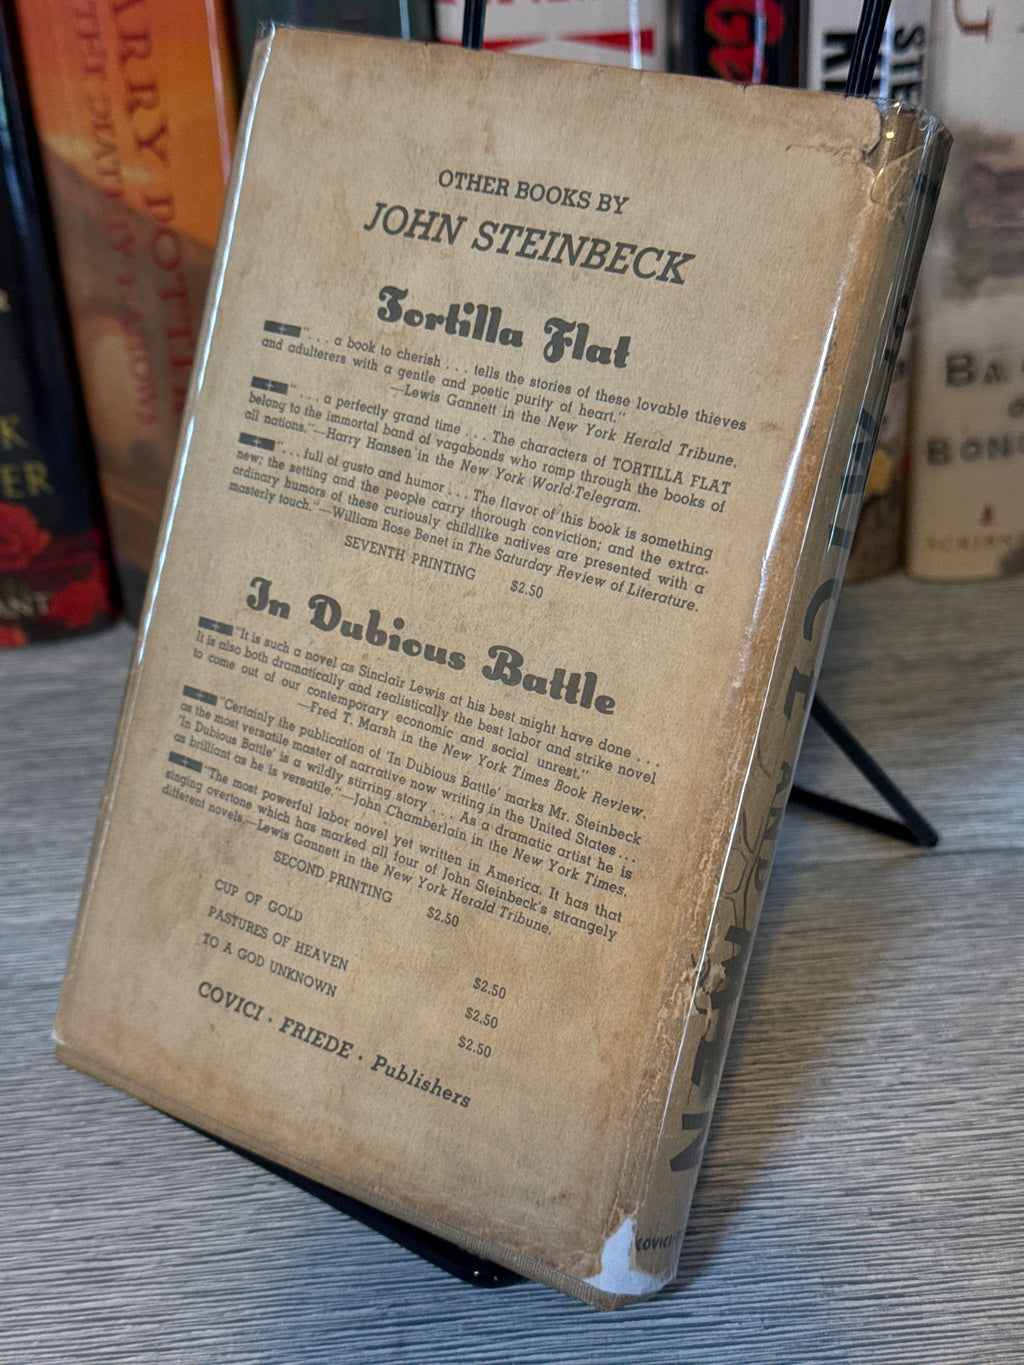 OTHER BOOKS BY
JOHN STEINBECK
Tortilla Flat
". . . a book to cherish . . . tells the stories of these lovable thieves
and adulterers with a gentle and poetic purity of heart."
—Lewis Gannett in the New York Herald Tribune.
". . . a perfectly grand time . . . The characters of TORTILLA FLAT
belong to the immortal band of vagabonds who romp through the books of
all nations."—Harry Hansen in the New York World-Telegram.
". . . full of gusto and humor . . . The flavor of this book is something
new; the setting and the people carry thorough conviction; and the extra-
ordinary humors of these curiously childlike natives are presented with a
masterly touch."—William Rose Benet in The Saturday Review of Literature.
SEVENTH PRINTING $2.50
In Dubious Battle
"It is such a novel as Sinclair Lewis at his best might have done . . .
It is also both dramatically and realistically the best labor and strike novel
to come out of our contemporary economic and social unrest."
—Fred T. Marsh in the New York Times Book Review.
"Certainly the publication of 'In Dubious Battle' marks Mr. Steinbeck
as the most versatile master of narrative now writing in the United States . . .
'In Dubious Battle' is a wildly stirring story . . . As a dramatic artist he is
as brilliant as he is versatile."—John Chamberlain in the New York Times.
"The most powerful labor novel yet written in America. It has that
singing overtone which has marked all four of John Steinbeck's strangely
different novels.—Lewis Gannett in the New York Herald Tribune.
SECOND PRINTING $2.50
CUP OF GOLD $2.50
PASTURES OF HEAVEN $2.50
TO A GOD UNKNOWN $2.50
COVICI · FRIEDE · Publishers
MICE AND MEN
COVICI